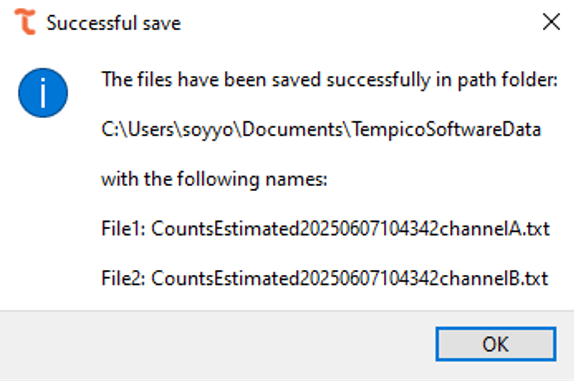 Successful save
The files have been saved successfully in path folder:
C:\Users\soyyo\Documents\TempicoSoftwareData
with the following names:
File1: CountsEstimated20250607104342channelA.txt
File2: CountsEstimated20250607104342channelB.txt
OK